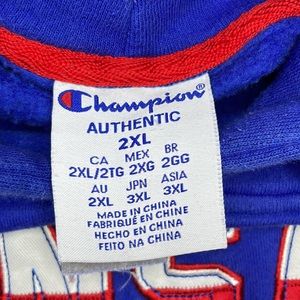 Champion
AUTHENTIC
2XL
CA MEX BR
2XL/2TG 2XG 2GG
AU JPN ASIA
2XL 3XL 3XL
MADE IN CHINA
FABRIQUÉ EN CHINE
HECHO EN CHINA
FEITO NA CHINA